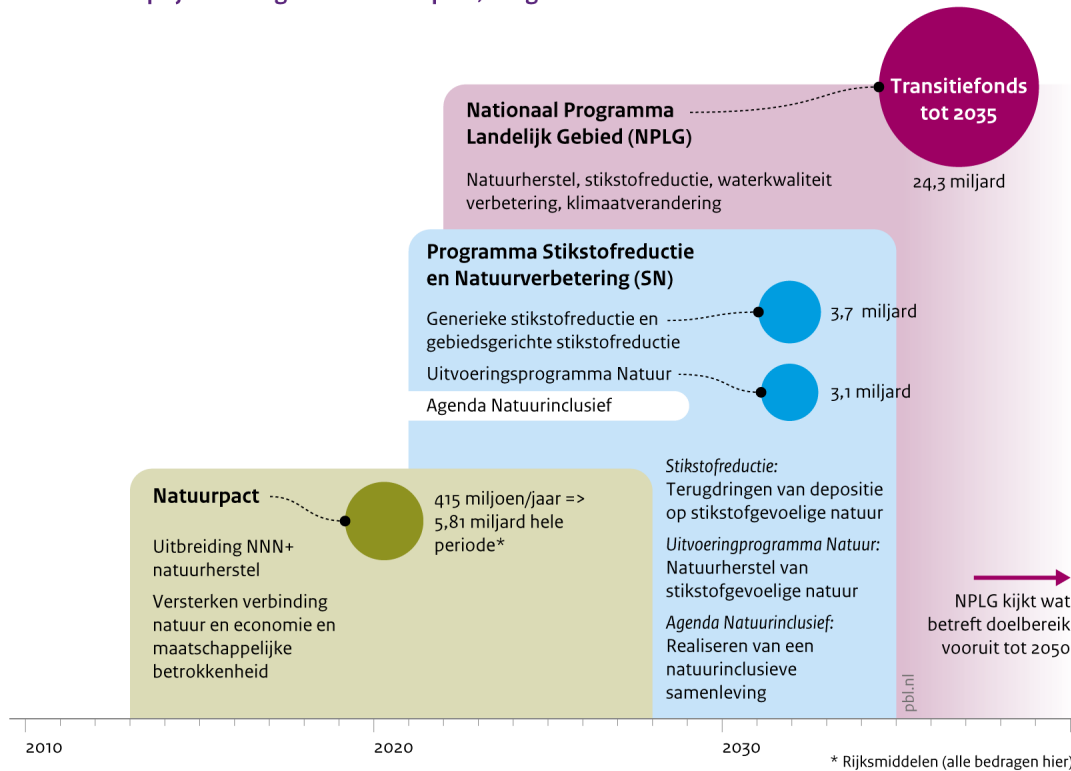 Nationaal Programma
Landelijk Gebied (NPLG)
Natuurherstel, stikstofreductie, waterkwaliteit
verbetering, klimaatverandering
Transitiefonds
tot 2035
24,3 miljard
Programma Stikstofreductie
en Natuurverbetering (SN)
Generieke stikstofreductie en
gebiedsgerichte stikstofreductie
3,7 miljard
Uitvoeringsprogramma Natuur
3,1 miljard
Agenda Natuurinclusief
Natuurpact
415 miljoen/jaar =>
5,81 miljard hele
periode*
Uitbreiding NNN+
natuurherstel
Versterken verbinding
natuur en economie en
maatschappelijke
betrokkenheid
Stikstofreductie:
Terugdringen van depositie
op stikstofgevoelige natuur
Uitvoeringprogramma Natuur:
Natuurherstel van
stikstofgevoelige natuur
Agenda Natuurinclusief:
Realiseren van een
natuurinclusieve
samenleving
NPLG kijkt wat
betreft doelbereik
vooruit tot 2050
pbl.nl
2010
2020
2030
* Rijksmiddelen (alle bedragen hier)